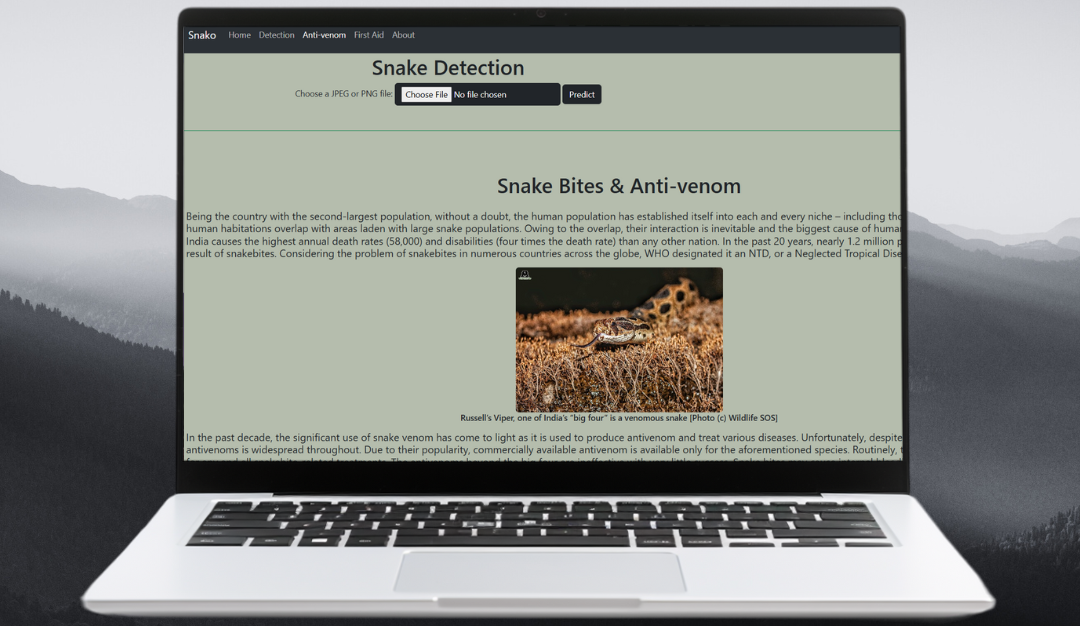 Snako Home Detection Anti-venom First Aid About
Snake Detection
Choose a JPEG or PNG file: Choose File No file chosen Predict
Snake Bites & Anti-venom
Being the country with the second-largest population, without a doubt, the human population has established itself into each and every niche – including
human habitations overlap with areas laden with large snake populations. Owing to the overlap, their interaction is inevitable and the biggest cause of
India causes the highest annual death rates (58,000) and disabilities (four times the death rate) than any other nation. In the past 20 years, nearly 1.2 million
result of snakebites. Considering the problem of snakebites in numerous countries across the globe, WHO designated it an NTD, or a Neglected Tropical
Russell's Viper, one of India's "big four" is a venomous snake [Photo (c) Wildlife SOS]
In the past decade, the significant use of snake venom has come to light as it is used to produce antivenom and treat various diseases. Unfortunately, despite
antivenoms is widespread throughout. Due to their popularity, commercially available antivenom is available only for the aforementioned species. Routinely,